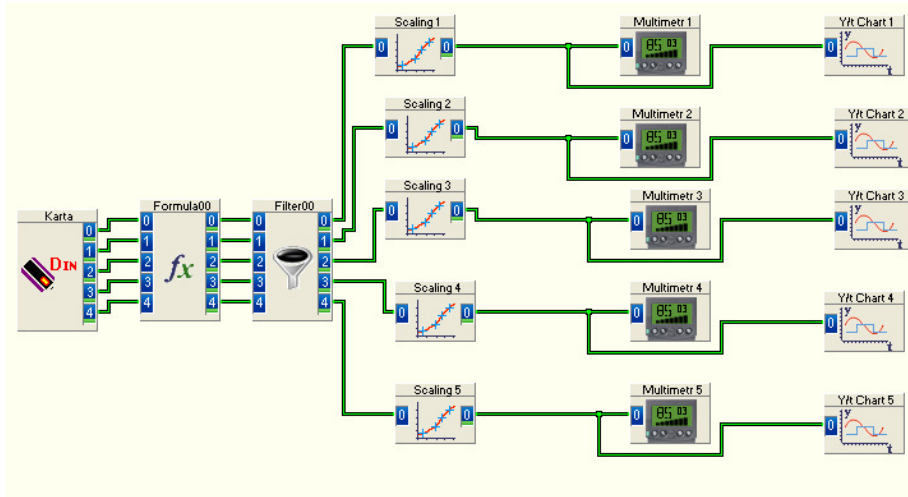 Scaling 1
0 0
Multimetr 1
0
85 03
Y/t Chart 1
0
y
t
Scaling 2
0 0
Multimetr 2
0
85 03
Y/t Chart 2
0
y
t
Scaling 3
0 0
Multimetr 3
0
85 03
Y/t Chart 3
0
y
t
Karta
DIN
0
1
2
3
4
Formula00
fx
0 0
1 1
2 2
3 3
4 4
Filter00
0 0
1 1
2 2
3 3
4 4
Scaling 4
0 0
Multimetr 4
0
85 03
Y/t Chart 4
0
y
t
Scaling 5
0 0
Multimetr 5
0
85 03
Y/t Chart 5
0
y
t